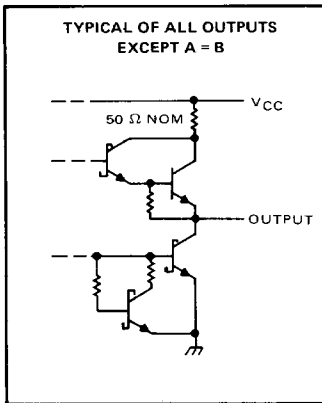 TYPICAL OF ALL OUTPUTS
EXCEPT A = B
VCC
50 Ω NOM
OUTPUT